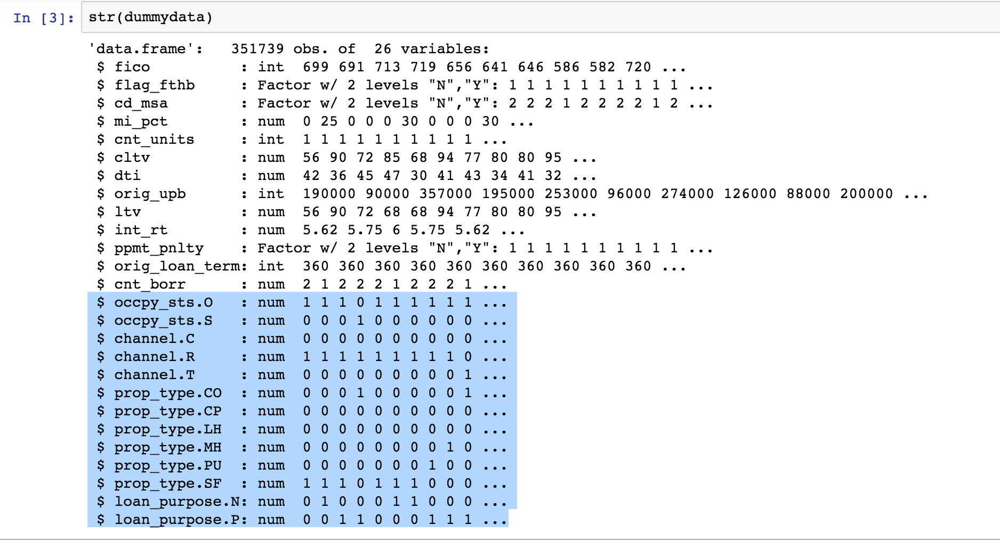 In [3]: str(dummydata)
'data.frame':   351739 obs. of  26 variables:
 $ fico          : int  699 691 713 719 656 641 646 586 582 720 ...
 $ flag_fthb     : Factor w/ 2 levels "N","Y": 1 1 1 1 1 1 1 1 1 1 ...
 $ cd_msa        : Factor w/ 2 levels "N","Y": 2 2 2 1 2 2 2 2 1 2 ...
 $ mi_pct        : num  0 25 0 0 0 30 0 0 0 30 ...
 $ cnt_units     : int  1 1 1 1 1 1 1 1 1 1 ...
 $ cltv          : num  56 90 72 85 68 94 77 80 80 95 ...
 $ dti           : num  42 36 45 47 30 41 43 34 41 32 ...
 $ orig_upb      : int  190000 90000 357000 195000 253000 96000 274000 126000 88000 200000 ...
 $ ltv           : num  56 90 72 68 68 94 77 80 80 95 ...
 $ int_rt        : num  5.62 5.75 6 5.75 5.62 ...
 $ ppmt_pnlty    : Factor w/ 2 levels "N","Y": 1 1 1 1 1 1 1 1 1 1 ...
 $ orig_loan_term: int  360 360 360 360 360 360 360 360 360 360 ...
 $ cnt_borr      : num  2 1 2 2 2 1 2 2 2 1 ...
 $ occpy_sts.O   : num  1 1 1 0 1 1 1 1 1 1 ...
 $ occpy_sts.S   : num  0 0 0 1 0 0 0 0 0 0 ...
 $ channel.C     : num  0 0 0 0 0 0 0 0 0 0 ...
 $ channel.R     : num  1 1 1 1 1 1 1 1 1 0 ...
 $ channel.T     : num  0 0 0 0 0 0 0 0 0 1 ...
 $ prop_type.CO  : num  0 0 0 1 0 0 0 0 0 1 ...
 $ prop_type.CP  : num  0 0 0 0 0 0 0 0 0 0 ...
 $ prop_type.LH  : num  0 0 0 0 0 0 0 0 0 0 ...
 $ prop_type.MH  : num  0 0 0 0 0 0 0 0 1 0 ...
 $ prop_type.PU  : num  0 0 0 0 0 0 0 1 0 0 ...
 $ prop_type.SF  : num  1 1 1 0 1 1 1 0 0 0 ...
 $ loan_purpose.N: num  0 1 0 0 0 1 1 0 0 0 ...
 $ loan_purpose.P: num  0 0 1 1 0 0 0 1 1 1 ...